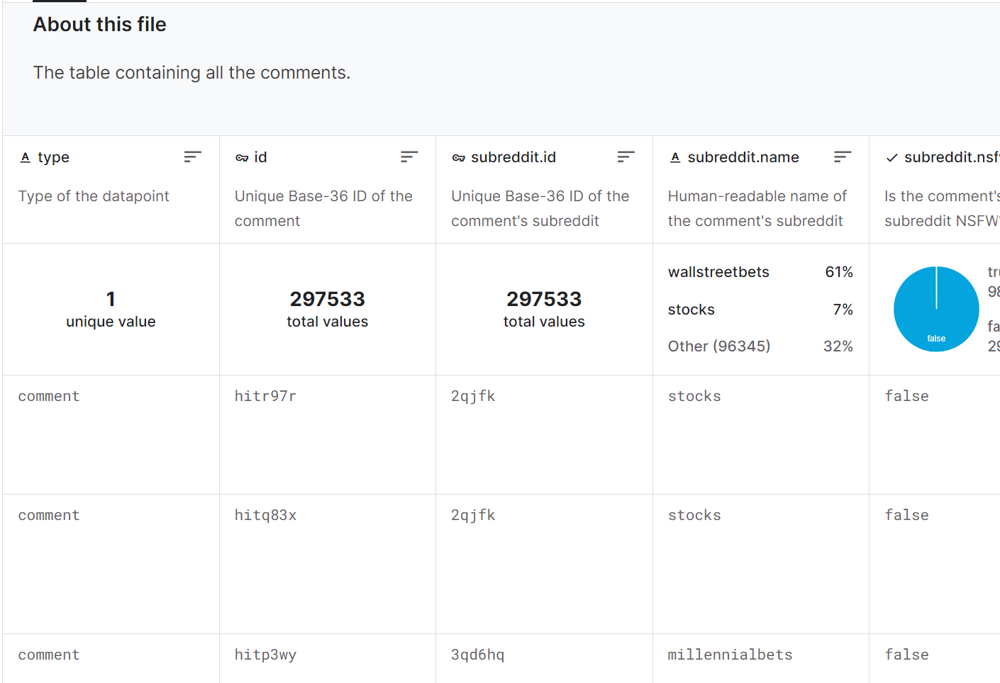 About this file
The table containing all the comments.
type
id
subreddit.id
subreddit.name
subreddit.nsf
Type of the datapoint
Unique Base-36 ID of the
comment
Unique Base-36 ID of the
comment's subreddit
Human-readable name of
the comment's subreddit
Is the comment's
subreddit NSFW
1
unique value
297533
total values
297533
total values
wallstreetbets 61%
stocks 7%
Other (96345) 32%
false
comment hitr97r 2qjfk stocks false
comment hitq83x 2qjfk stocks false
comment hitp3wy 3qd6hq millennialbets false